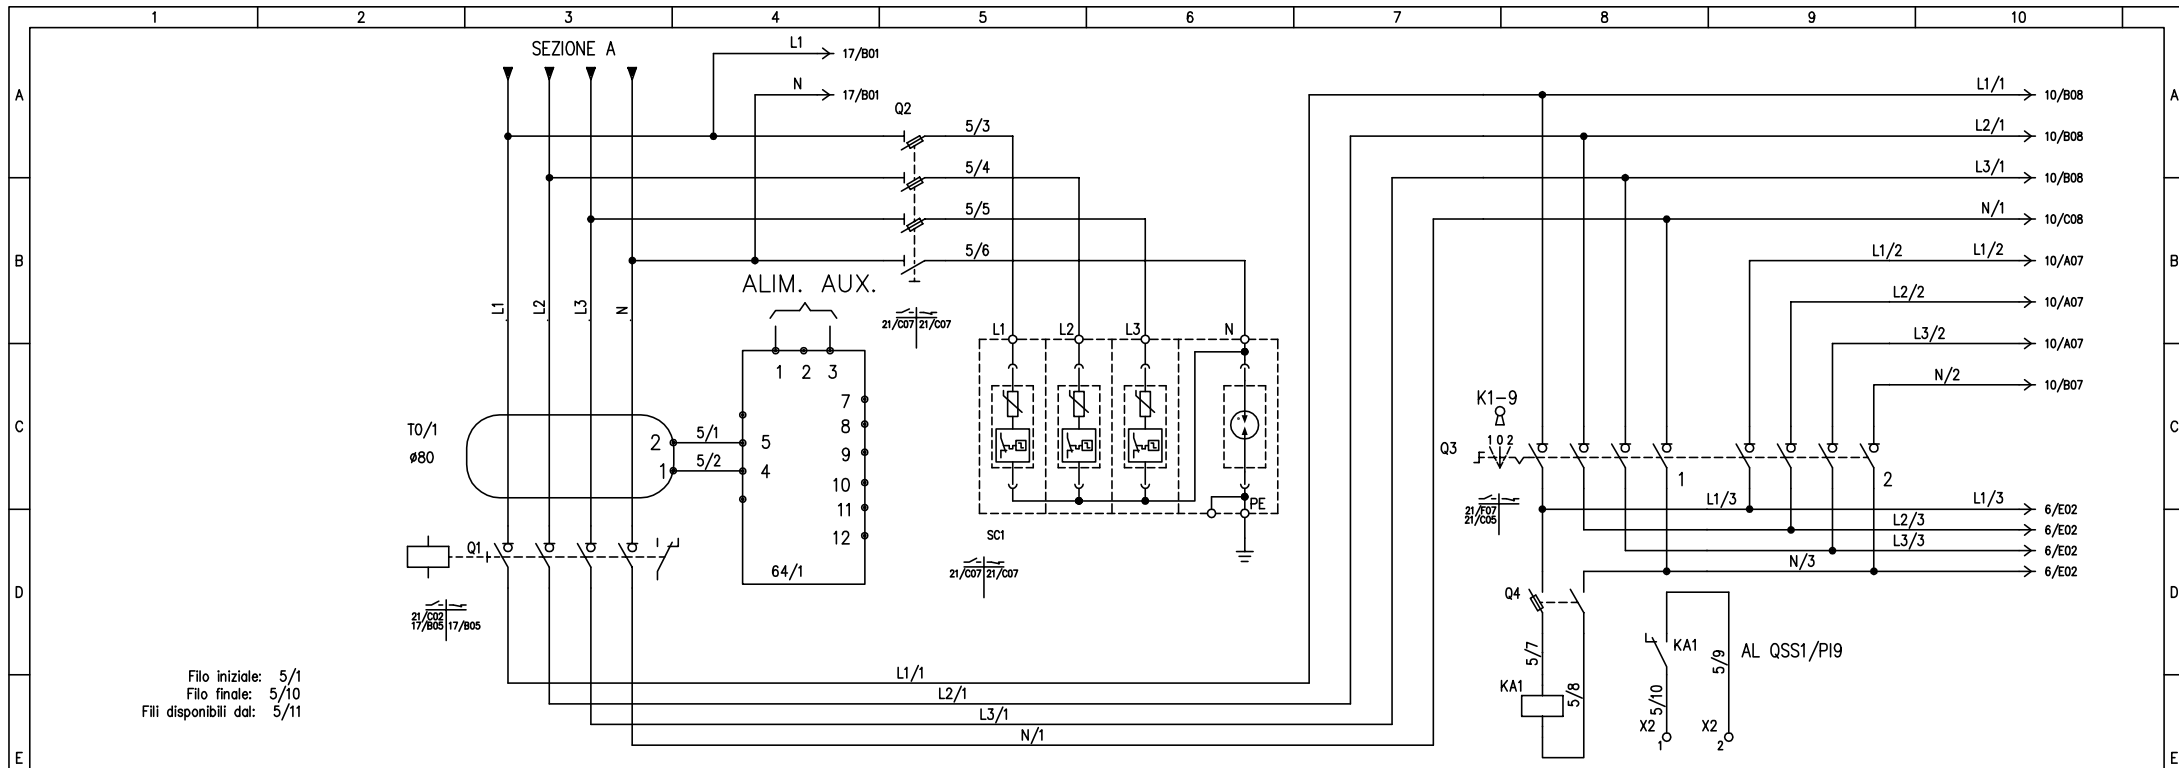 1 2 3 4 5 6 7 8 9 10
A A
B B
C C
D D
E E
SEZIONE A
L1 17/B01
N 17/B01
Q2
5/3
5/4
5/5
5/6
L1 L2 L3 N
ALIM. AUX.
21/C07 21/C07
1 2 3
7
8
9
10
11
12
5
4
64/1
TO/1
ø80
2
1
5/1
5/2
Q1
21/C02
17/B05 17/B05
L1 L2 L3 N
PE
SC1
21/C07 21/C07
L1/1 10/B08
L2/1 10/B08
L3/1 10/B08
N/1 10/C08
L1/2 L1/2 10/A07
L2/2 10/A07
L3/2 10/A07
N/2 10/B07
K1-9
1 0 2
Q3
1
2
21/F07
21/C05
L1/3 L1/3 6/E02
L2/3 6/E02
L3/3 6/E02
N/3 6/E02
Q4
5/7
5/8
KA1
KA1
5/9
5/10
AL QSS1/PI9
X2
1
X2
2
L1/1
L2/1
L3/1
N/1
Filo iniziale: 5/1
Filo finale: 5/10
Fili disponibili dal: 5/11